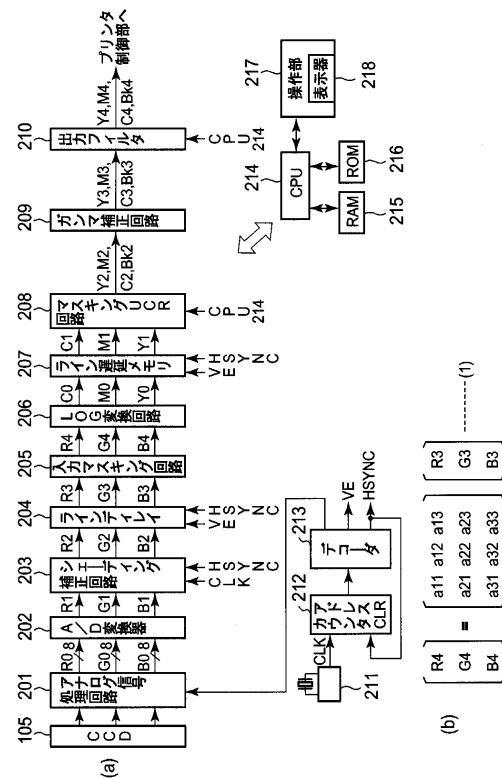 (a)
105
CCD
201
アナログ信号
処理回路
R0 8
G0 8
B0 8
202
A/D変換器
R1
G1
B1
203
シェーディング
補正回路
CLK
HSYNC
R2
G2
B2
204
ラインディレイ
VE
HSYNC
R3
G3
B3
205
入力マスキング回路
R4
G4
B4
206
LOG変換回路
C0
M0
Y0
207
ライン遅延メモリ
VE
HSYNC
C1
M1
Y1
208
マスキングUCR
回路
CPU
214
Y2,M2,
C2,Bk2
209
ガンマ補正回路
Y3,M3,
C3,Bk3
210
出力フィルタ
CPU
214
Y4,M4,
C4,Bk4
プリンタ
制御部へ
211
CLK
212
アドレス
カウンタ
CLR
213
デコーダ
VE
HSYNC
214
CPU
RAM
215
ROM
216
217
操作部
表示器
218
(b)
R4
G4
B4
=
a11 a12 a13
a21 a22 a23
a31 a32 a33
R3
G3
B3
---------(1)